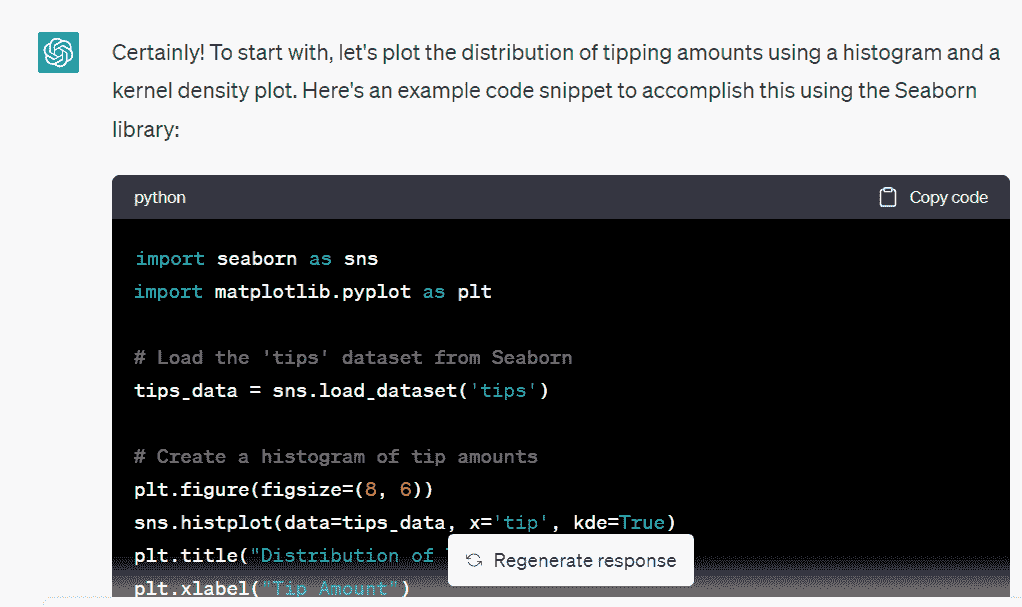 Certainly! To start with, let's plot the distribution of tipping amounts using a histogram and a
kernel density plot. Here's an example code snippet to accomplish this using the Seaborn
library:
python
Copy code
import seaborn as sns
import matplotlib.pyplot as plt
# Load the 'tips' dataset from Seaborn
tips_data = sns.load_dataset('tips')
# Create a histogram of tip amounts
plt.figure(figsize=(8, 6))
sns.histplot(data=tips_data, x='tip', kde=True)
plt.title("Distribution of
Regenerate response
plt.xlabel("Tip Amount")